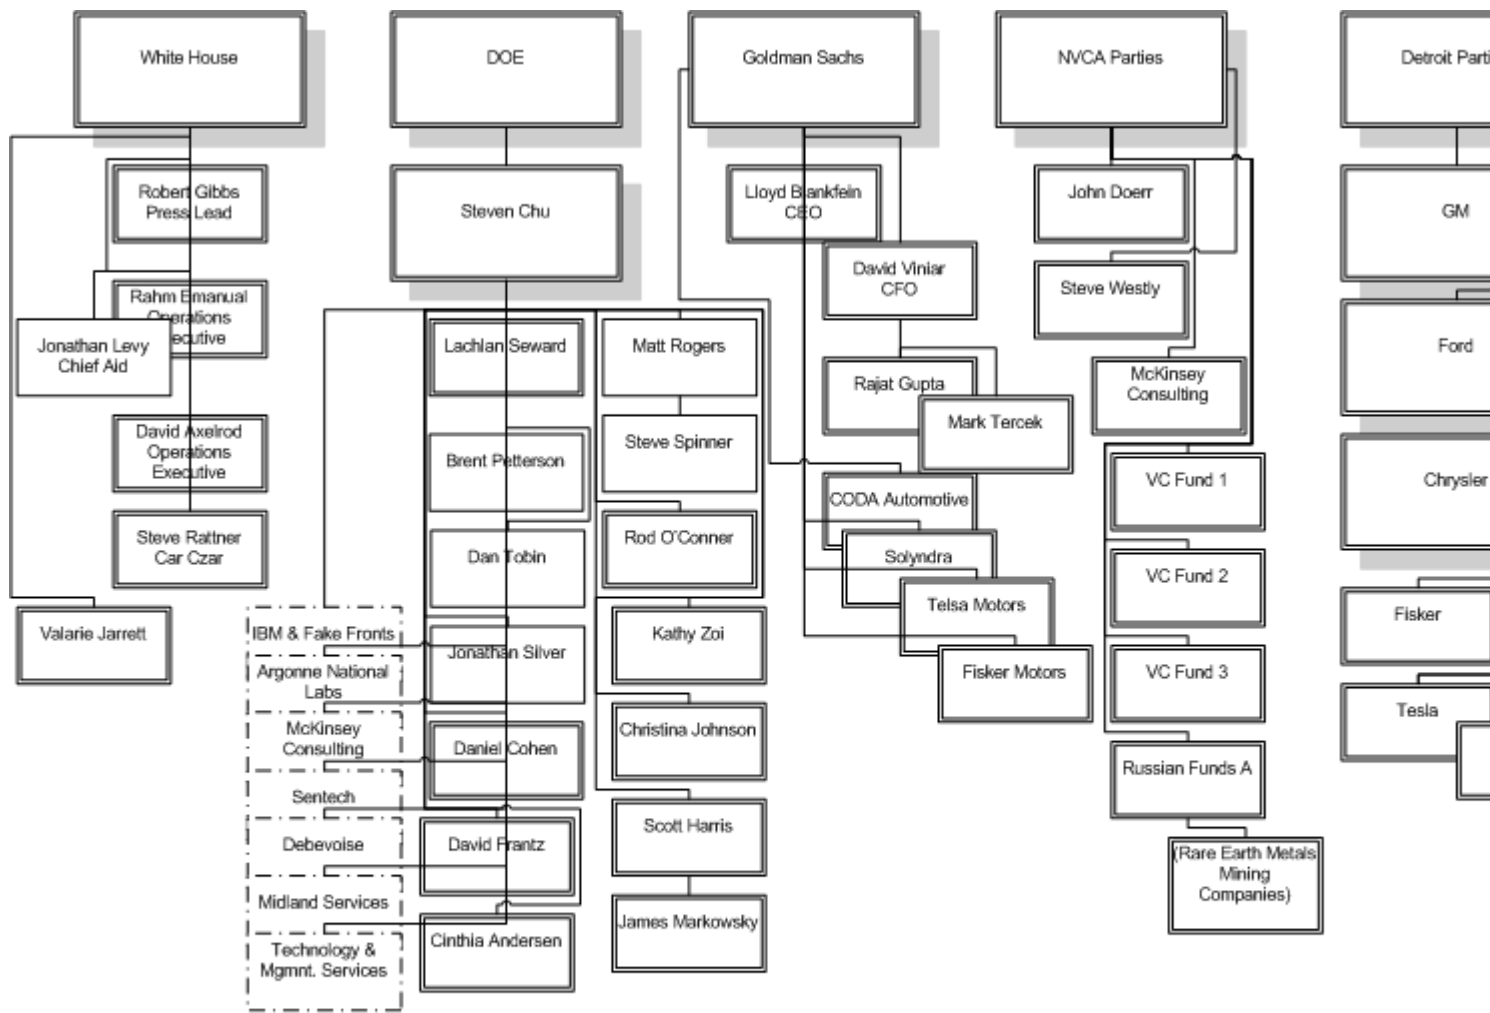 White House
DOE
Goldman Sachs
NVCA Parties
Detroit Parti
Robert Gibbs
Press Lead
Steven Chu
Lloyd Blankfein
CEO
John Doerr
GM
David Viniar
CFO
Steve Westly
Rahm Emanual
Operations
Executive
Jonathan Levy
Chief Aid
Lachlan Seward
Matt Rogers
Rajat Gupta
McKinsey
Consulting
Ford
Mark Tercek
David Axelrod
Operations
Executive
Brent Petterson
Steve Spinner
CODA Automotive
VC Fund 1
Chrysler
Steve Rattner
Car Czar
Dan Tobin
Rod O'Conner
Solyndra
VC Fund 2
Telsa Motors
Fisker
Valarie Jarrett
IBM & Fake Fronts
Jonathan Silver
Kathy Zoi
Fisker Motors
VC Fund 3
Argonne National
Labs
Tesla
McKinsey
Consulting
Daniel Cohen
Christina Johnson
Russian Funds A
Sentech
Debevoise
David Frantz
Scott Harris
(Rare Earth Metals
Mining
Companies)
Midland Services
Cinthia Andersen
James Markowsky
Technology &
Mgmnt. Services